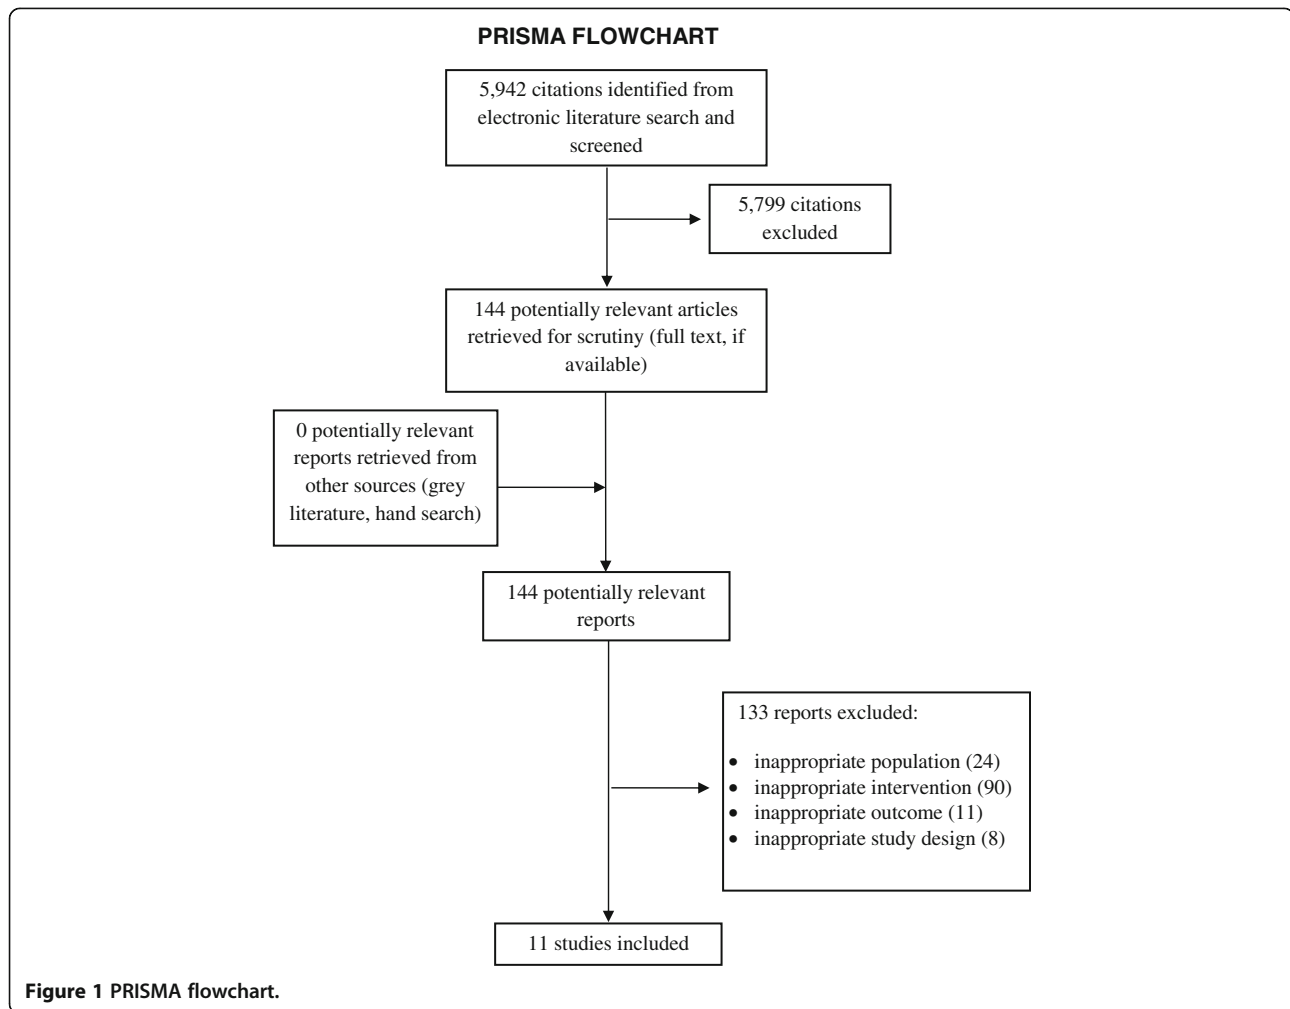 PRISMA FLOWCHART
5,942 citations identified from
electronic literature search and
screened
5,799 citations
excluded
144 potentially relevant articles
retrieved for scrutiny (full text, if
available)
0 potentially relevant
reports retrieved from
other sources (grey
literature, hand search)
144 potentially relevant
reports
133 reports excluded:
• inappropriate population (24)
• inappropriate intervention (90)
• inappropriate outcome (11)
• inappropriate study design (8)
11 studies included
Figure 1 PRISMA flowchart.